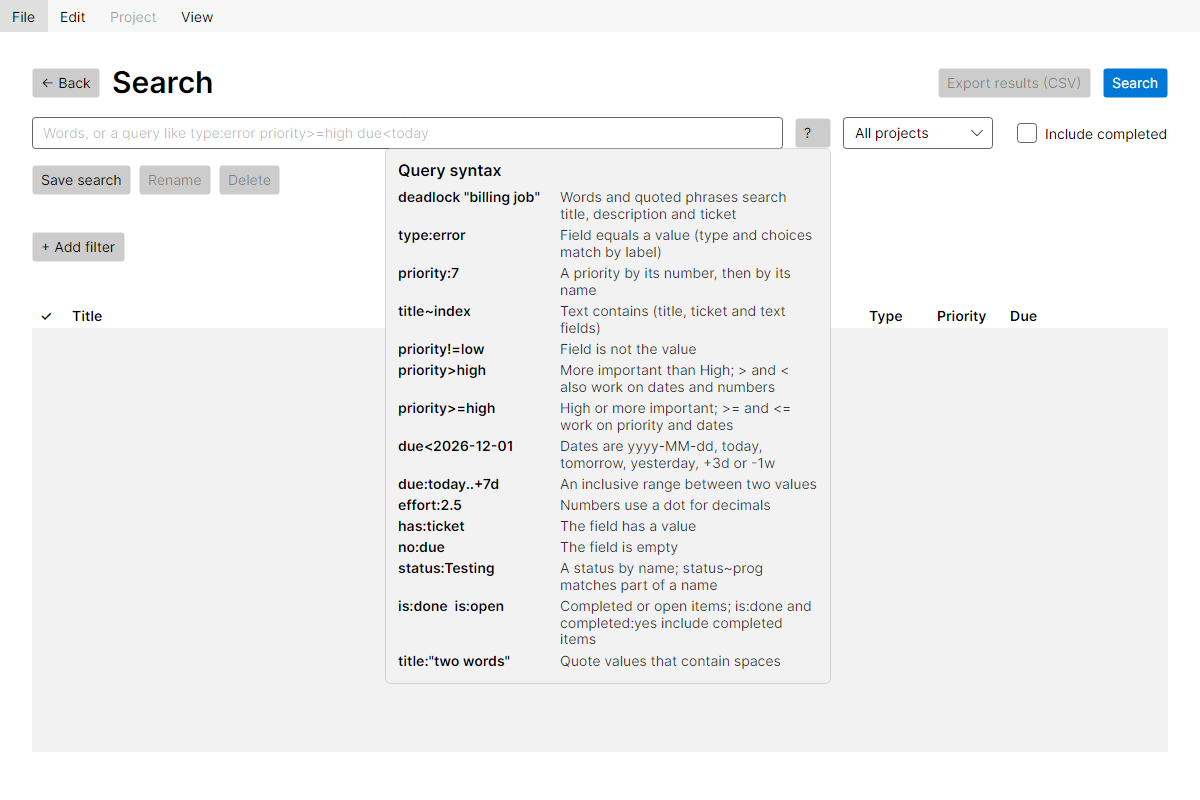 File Edit Project View
← Back Search Export results (CSV) Search
Words, or a query like type:error priority>=high due<today ? All projects Include completed
Save search Rename Delete
+ Add filter
✓ Title Type Priority Due
Query syntax
deadlock "billing job" Words and quoted phrases search
title, description and ticket
type:error Field equals a value (type and choices
match by label)
priority:7 A priority by its number, then by its
name
title~index Text contains (title, ticket and text
fields)
priority!=low Field is not the value
priority>high More important than High; > and <
also work on dates and numbers
priority>=high High or more important; >= and <=
work on priority and dates
due<2026-12-01 Dates are yyyy-MM-dd, today,
tomorrow, yesterday, +3d or -1w
due:today..+7d An inclusive range between two values
effort:2.5 Numbers use a dot for decimals
has:ticket The field has a value
no:due The field is empty
status:Testing A status by name; status~prog
matches part of a name
is:done is:open Completed or open items; is:done and
completed:yes include completed
items
title:"two words" Quote values that contain spaces